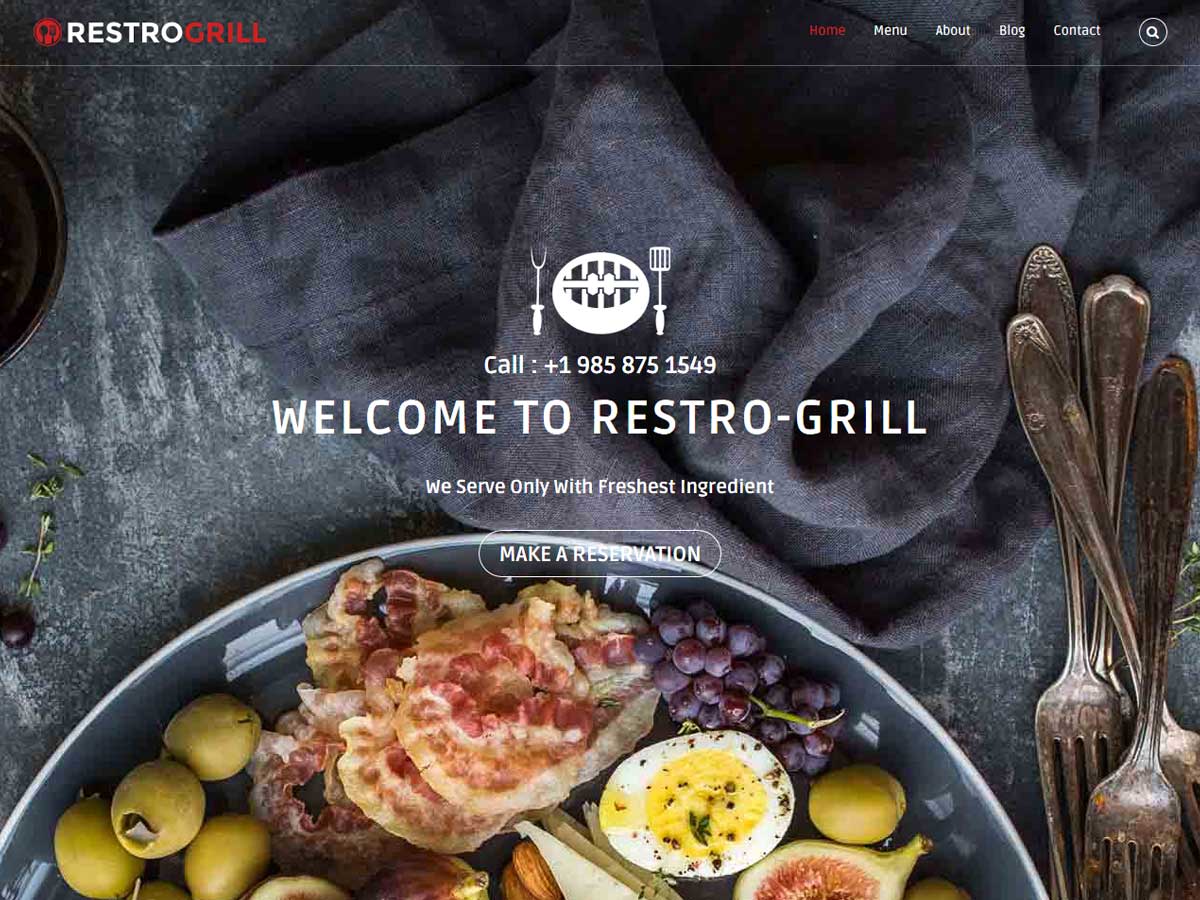 RESTROGRILL
Home Menu About Blog Contact
Call : +1 985 875 1549
WELCOME TO RESTRO-GRILL
We Serve Only With Freshest Ingredient
MAKE A RESERVATION